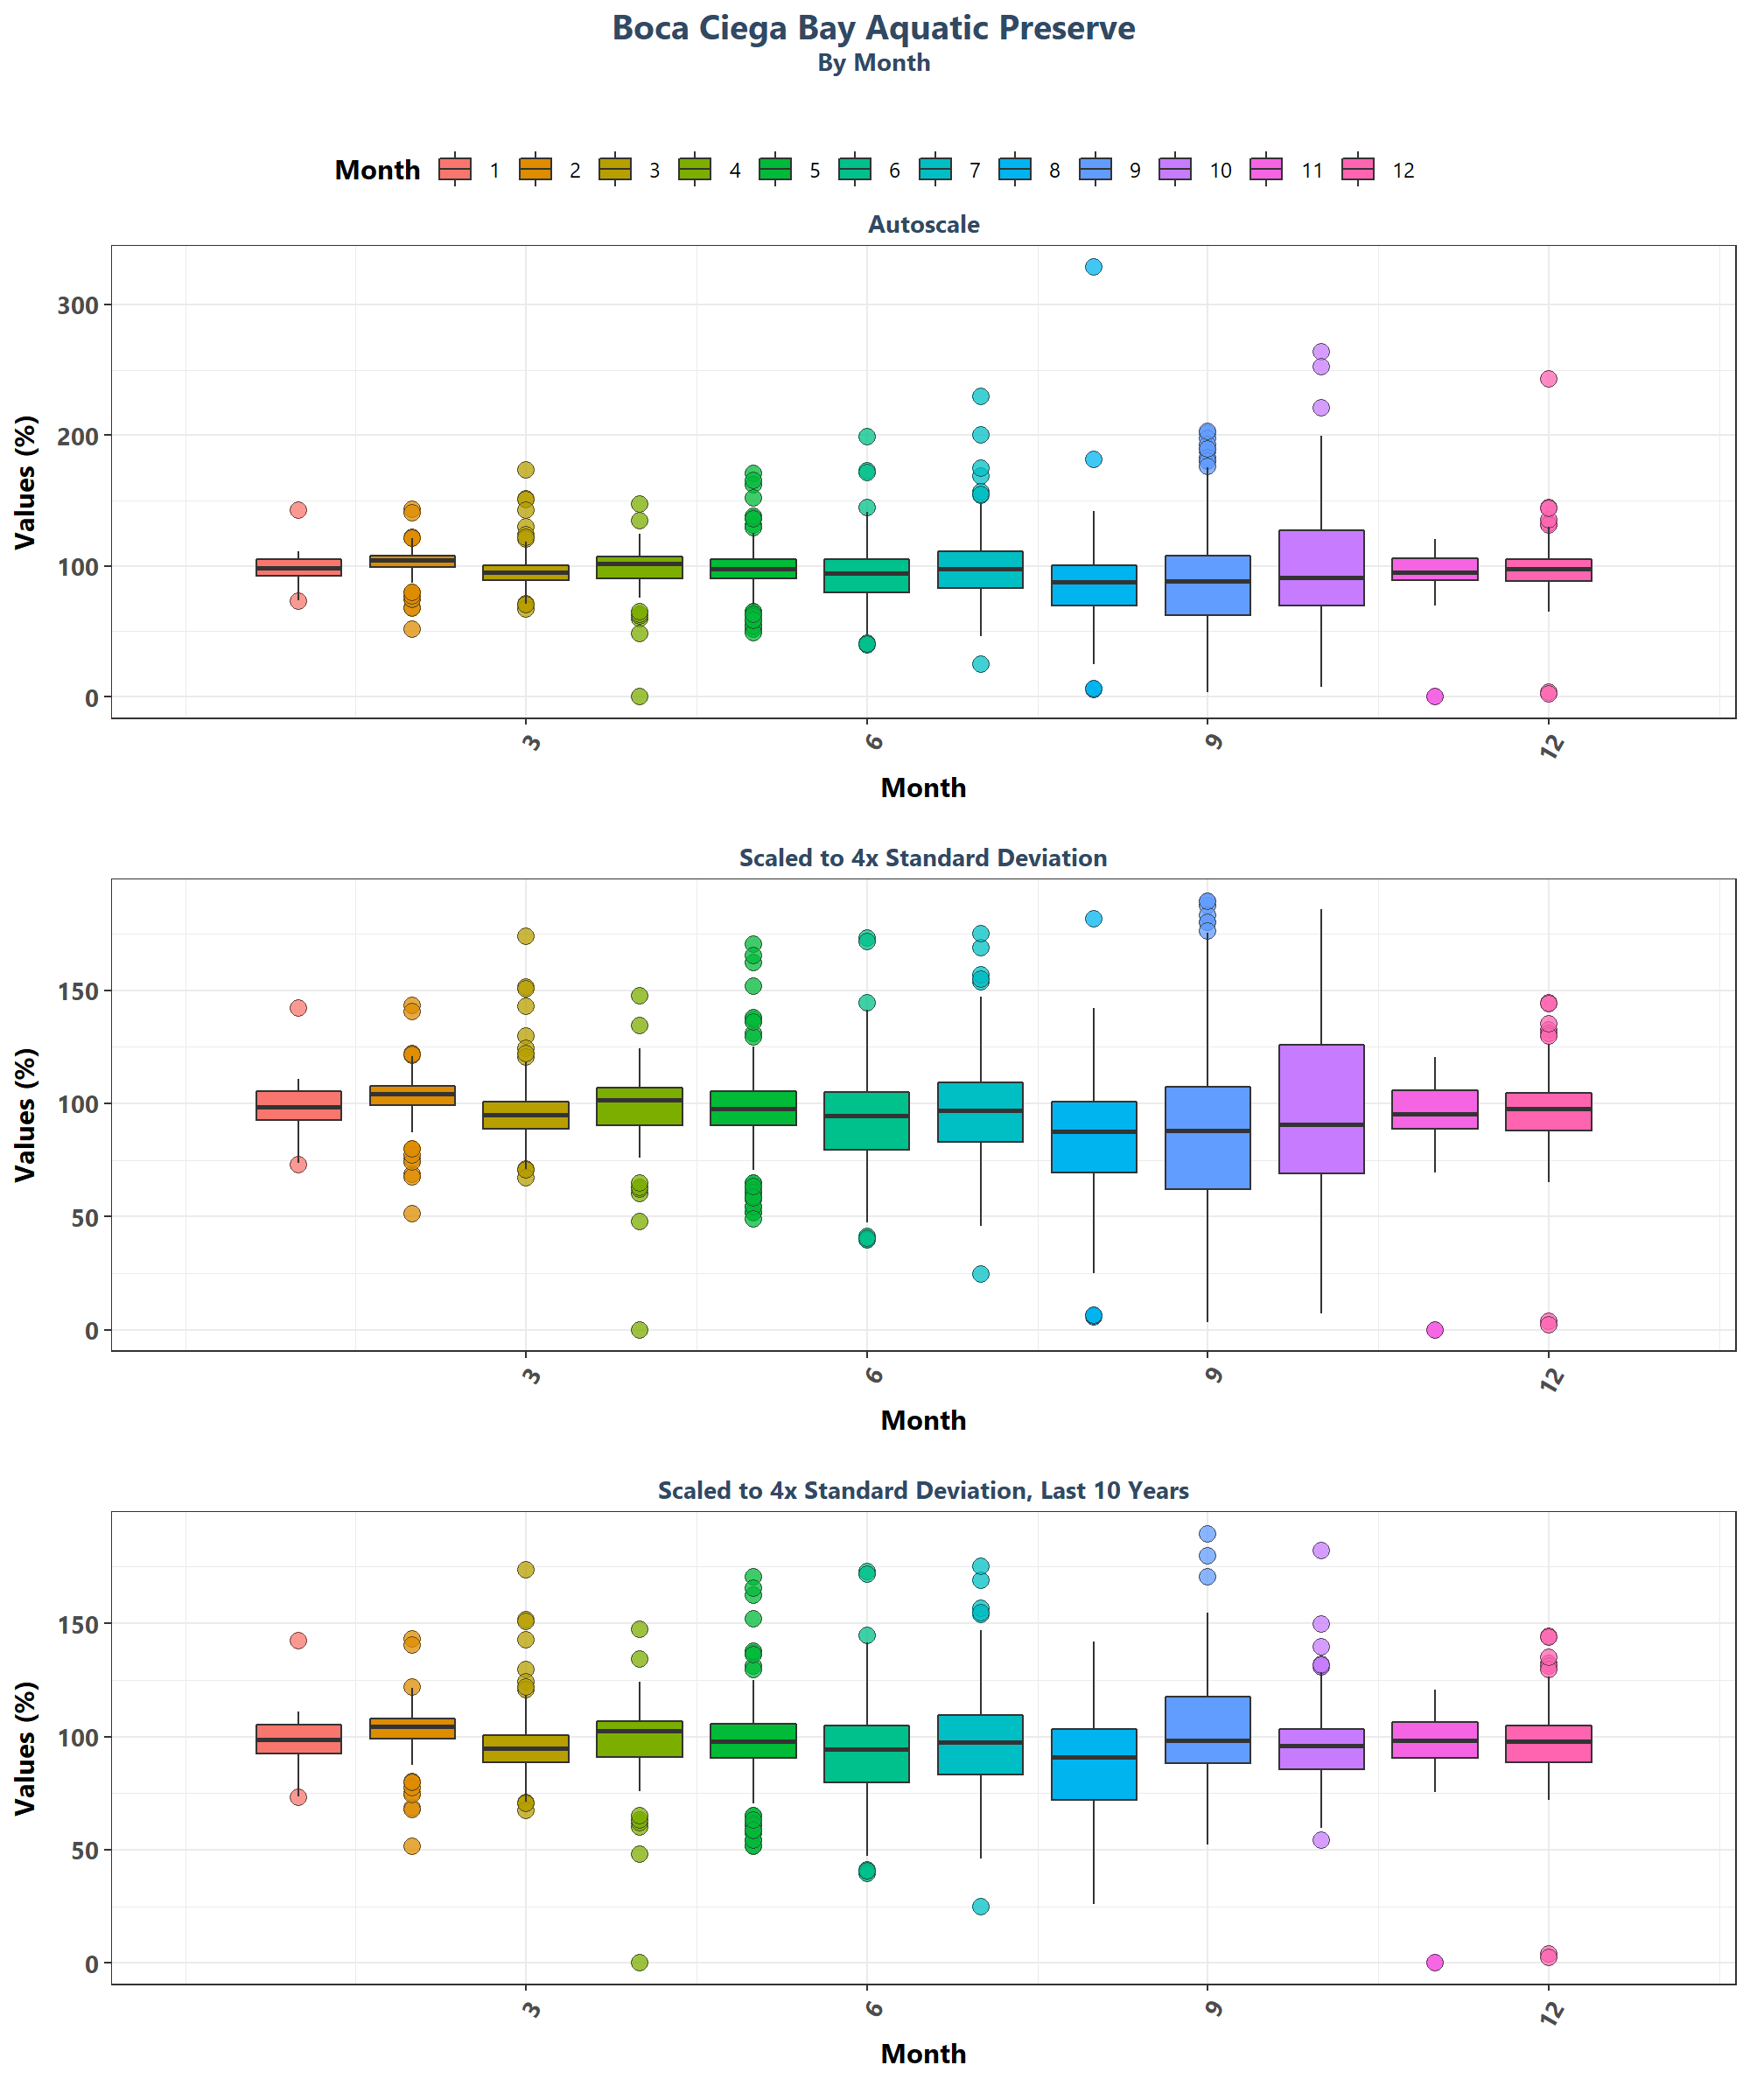 Boca Ciega Bay Aquatic Preserve
By Month
Month 1 2 3 4 5 6 7 8 9 10 11 12
Autoscale
Values (%)
300
200
100
0
3 6 9 12
Month
Scaled to 4x Standard Deviation
Values (%)
150
100
50
0
3 6 9 12
Month
Scaled to 4x Standard Deviation, Last 10 Years
Values (%)
150
100
50
0
3 6 9 12
Month